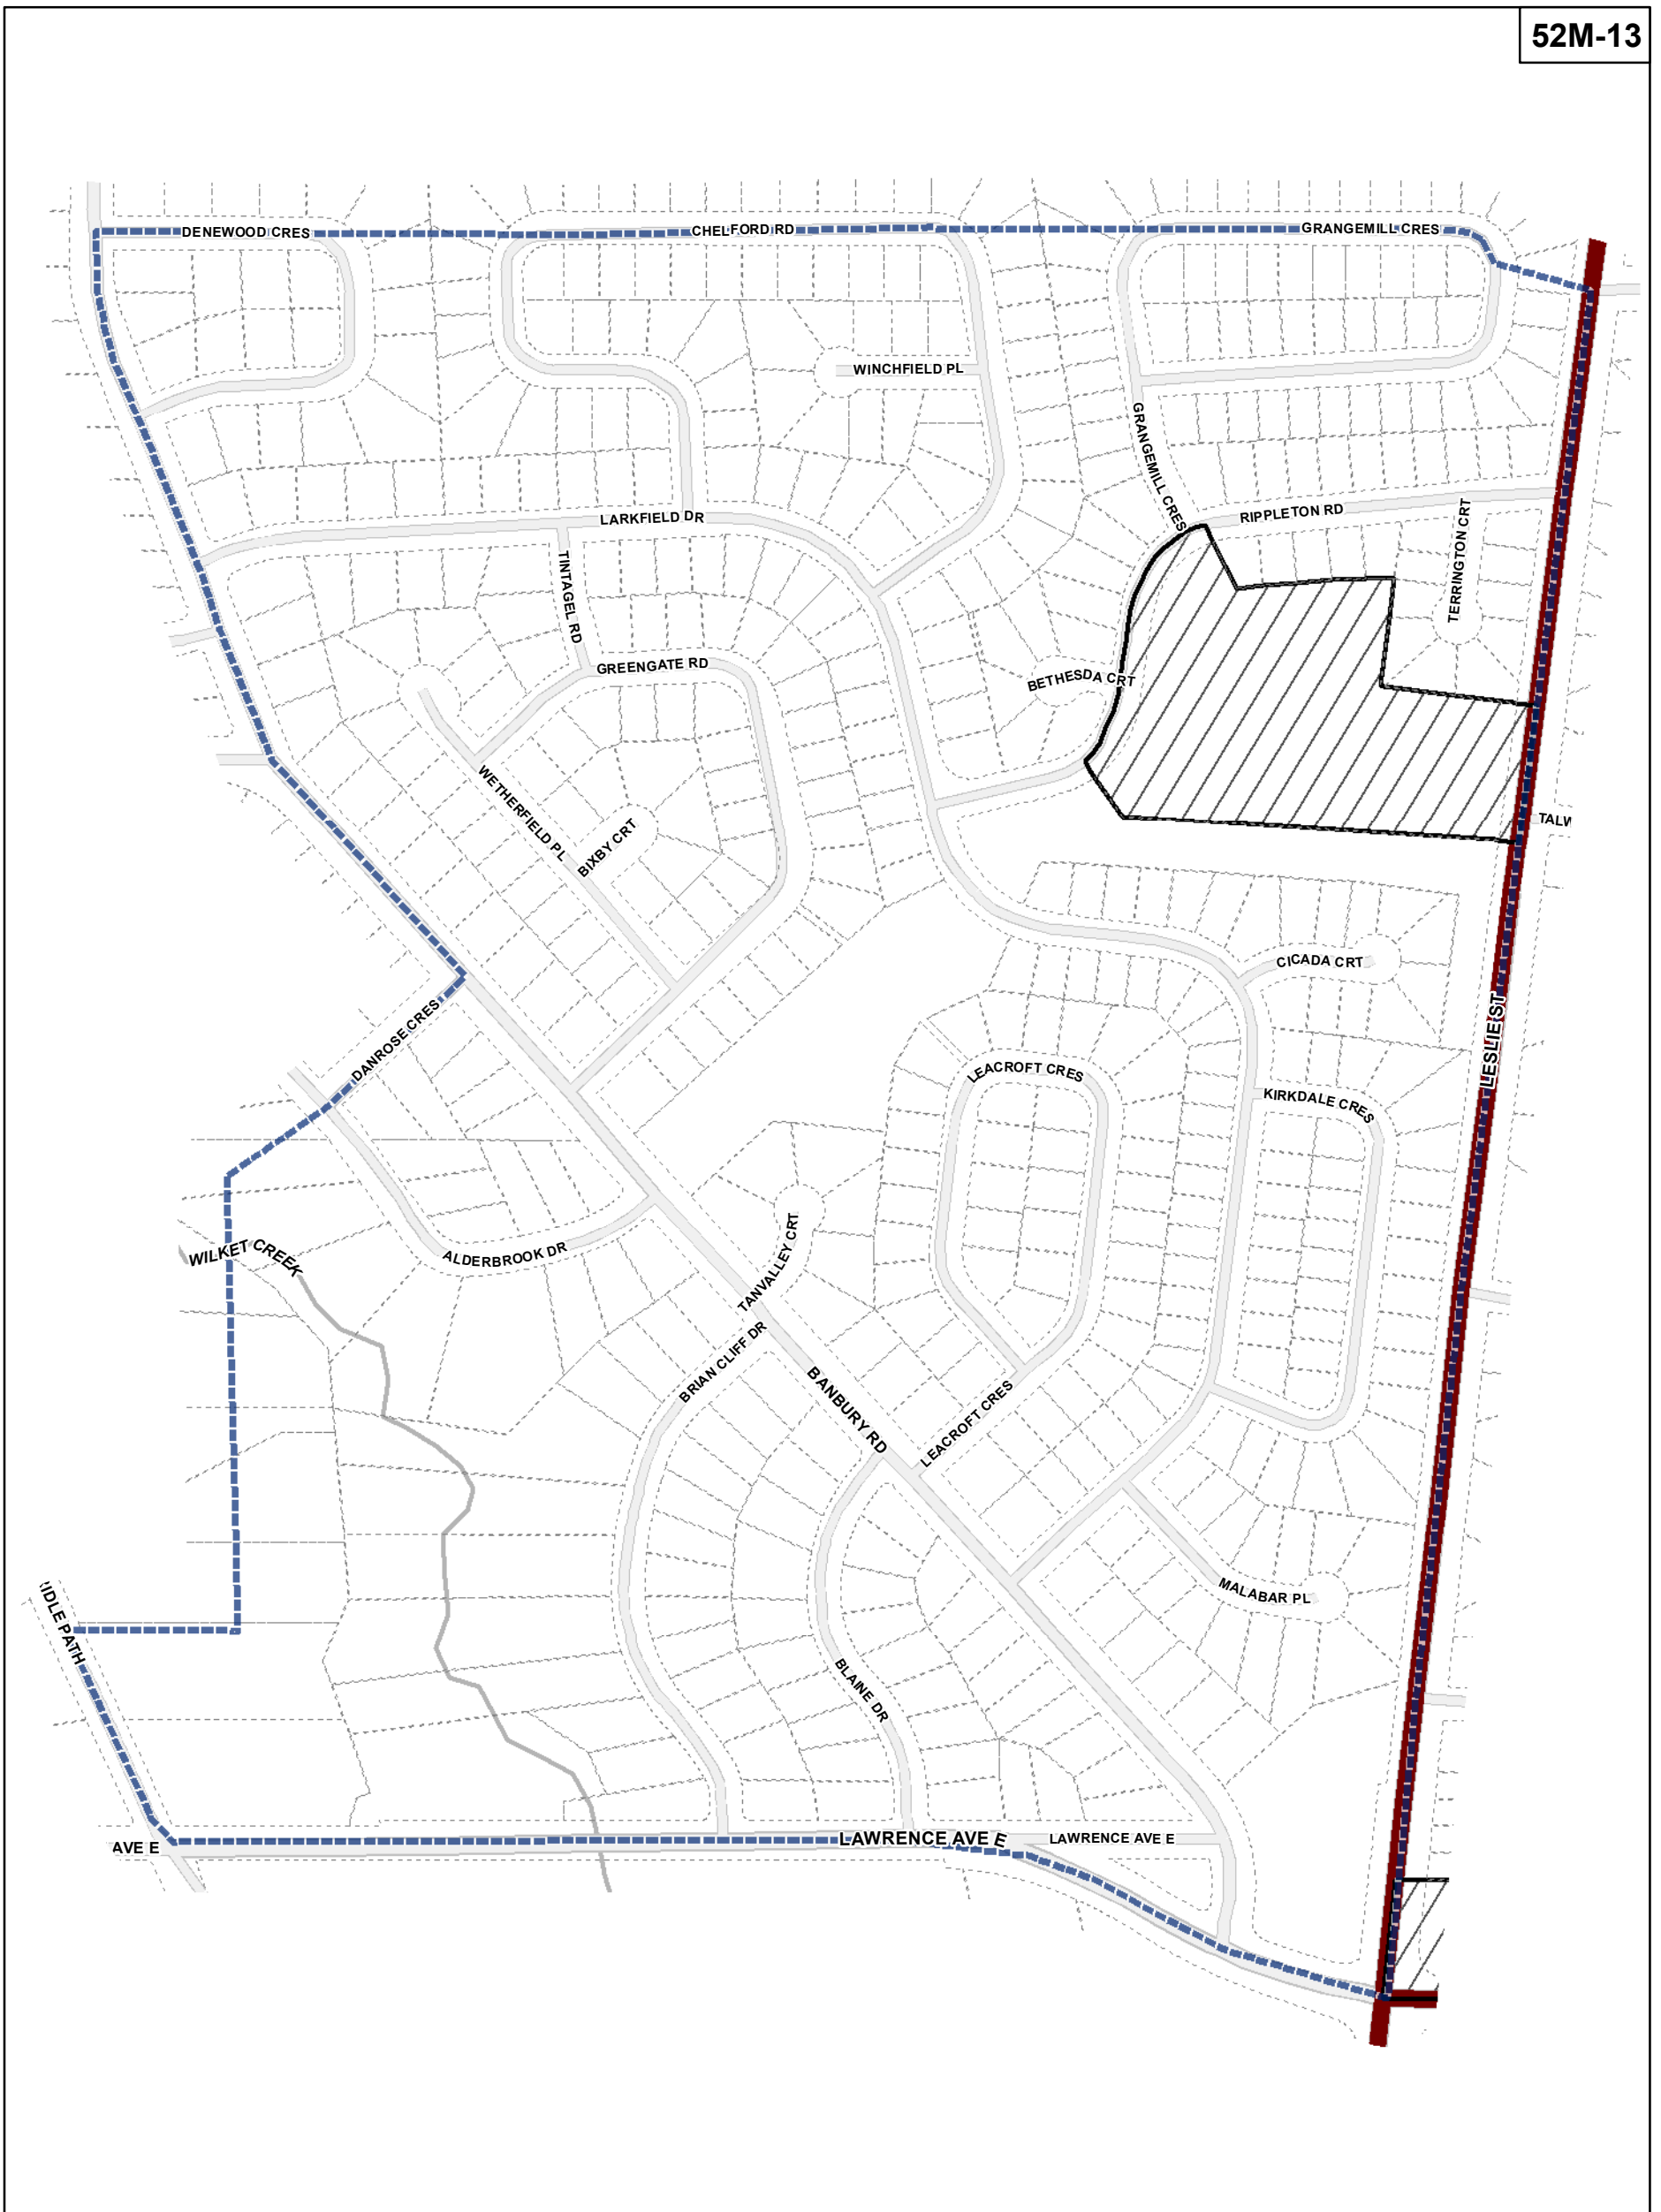 52M-13
DENEWOOD CRES
CHELFORD RD
GRANGEMILL CRES
WINCHFIELD PL
GRANGEMILL CRES
RIPPLETON RD
LARKFIELD DR
TERRINGTON CRT
TINTAGEL RD
GREENGATE RD
BETHESDA CRT
WETHERFIELD PL
BIXBY CRT
TALW
CICADA CRT
DANROSE CRES
LESLIE ST
LEACROFT CRES
KIRKDALE CRES
WILKET CREEK
ALDERBROOK DR
TANVALLEY CRT
BRIAN CLIFF DR
BANBURY RD
LEACROFT CRES
MALABAR PL
IDLE PATH
BLAINE DR
AVE E
LAWRENCE AVE E
LAWRENCE AVE E